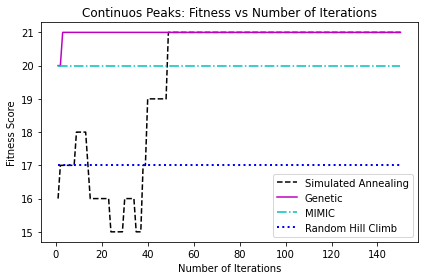 Continuos Peaks: Fitness vs Number of Iterations
Fitness Score
21
20
19
18
17
16
15
Simulated Annealing
Genetic
MIMIC
Random Hill Climb
0 20 40 60 80 100 120 140
Number of Iterations